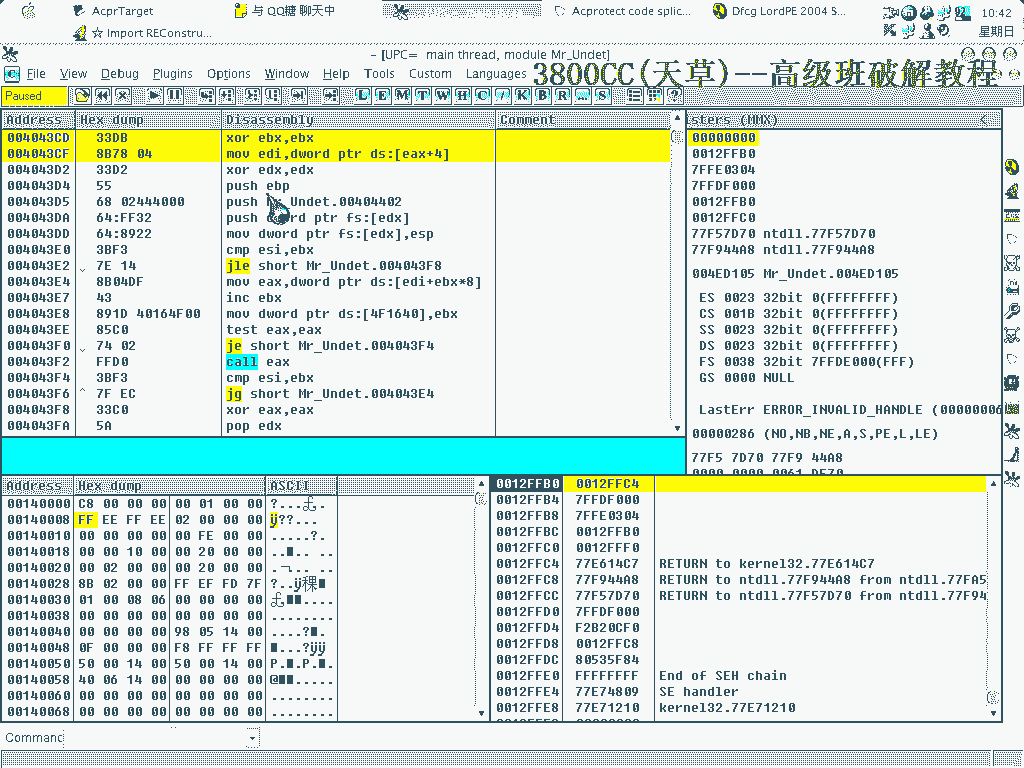 AcprTarget
与 QQ糖 聊天中
Acprotect code splic...
Dfcg LordPE 2004 S...
10:42
☆ Import REConstru...
星期日
- [UPC= main thread, module Mr_Undet]
File View Debug Plugins Options Window Help Tools Custom Languages
3800CC(天草)--高级班破解教程
Paused
L E M T W H C / K B R ... S
Address Hex dump Disassembly Comment
004043CD 33DB xor ebx,ebx
004043CF 8B78 04 mov edi,dword ptr ds:[eax+4]
004043D2 33D2 xor edx,edx
004043D4 55 push ebp
004043D5 68 02444000 push Undet.00404402
004043DA 64:FF32 push ptr fs:[edx]
004043DD 64:8922 mov dword ptr fs:[edx],esp
004043E0 3BF3 cmp esi,ebx
004043E2 7E 14 jle short Mr_Undet.004043F8
004043E4 8B04DF mov eax,dword ptr ds:[edi+ebx*8]
004043E7 43 inc ebx
004043E8 891D 40164F00 mov dword ptr ds:[4F1640],ebx
004043EE 85C0 test eax,eax
004043F0 74 02 je short Mr_Undet.004043F4
004043F2 FFD0 call eax
004043F4 3BF3 cmp esi,ebx
004043F6 ^ 7F EC jg short Mr_Undet.004043E4
004043F8 33C0 xor eax,eax
004043FA 5A pop edx
sters (MMX) <
00000000
0012FFB0
7FFE0304
7FFDF000
0012FFB0
0012FFC0
77F57D70 ntdll.77F57D70
77F944A8 ntdll.77F944A8
004ED105 Mr_Undet.004ED105
ES 0023 32bit 0(FFFFFFFF)
CS 001B 32bit 0(FFFFFFFF)
SS 0023 32bit 0(FFFFFFFF)
DS 0023 32bit 0(FFFFFFFF)
FS 0038 32bit 7FFDE000(FFF)
GS 0000 NULL
LastErr ERROR_INVALID_HANDLE (00000006
00000286 (NO,NB,NE,A,S,PE,L,LE)
77F5 7D70 77F9 44A8
Address Hex dump ASCII
00140000 C8 00 00 00 00 01 00 00 ?...
00140008 FF EE FF EE 02 00 00 00 ÿ??...
00140010 00 00 00 00 00 FE 00 00 .....?.
00140018 00 00 10 00 00 20 00 00
00140020 00 02 00 00 00 20 00 00
00140028 8B 02 00 00 FF EF FD 7F
00140030 01 00 08 06 00 00 00 00
00140038 00 00 00 00 00 00 00 00 ........
00140040 00 00 00 00 98 05 14 00
00140048 0F 00 00 00 F8 FF FF FF
00140050 50 00 14 00 50 00 14 00
00140058 40 06 14 00 00 00 00 00
00140060 00 00 00 00 00 00 00 00 ........
00140068 00 00 00 00 00 00 00 00 ........
0012FFB0 0012FFC4
0012FFB4 7FFDF000
0012FFB8 7FFE0304
0012FFBC 0012FFB0
0012FFC0 0012FFF0
0012FFC4 77E614C7 RETURN to kernel32.77E614C7
0012FFC8 77F944A8 RETURN to ntdll.77F944A8 from ntdll.77FA5
0012FFCC 77F57D70 RETURN to ntdll.77F57D70 from ntdll.77F94
0012FFD0 7FFDF000
0012FFD4 F2B20CF0
0012FFD8 0012FFC8
0012FFDC 80535F84
0012FFE0 FFFFFFFF End of SEH chain
0012FFE4 77E74809 SE handler
0012FFE8 77E71210 kernel32.77E71210
Command